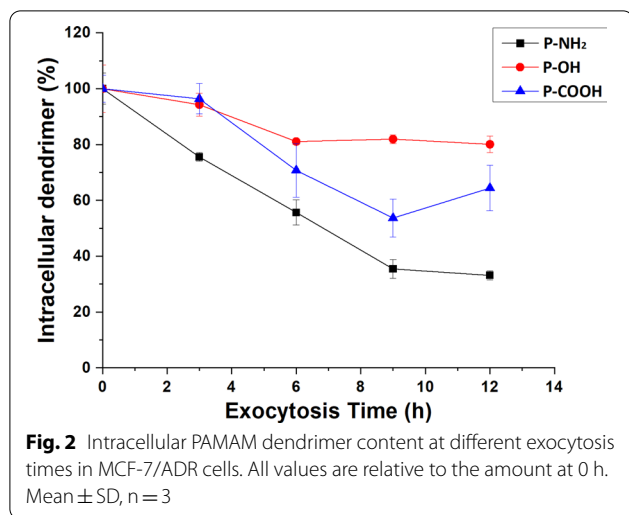 120
100
80
60
40
20
0
Intracellular dendrimer (%)
P-NH₂
P-OH
P-COOH
0 2 4 6 8 10 12 14
Exocytosis Time (h)
Fig. 2 Intracellular PAMAM dendrimer content at different exocytosis
times in MCF-7/ADR cells. All values are relative to the amount at 0 h.
Mean ± SD, n = 3